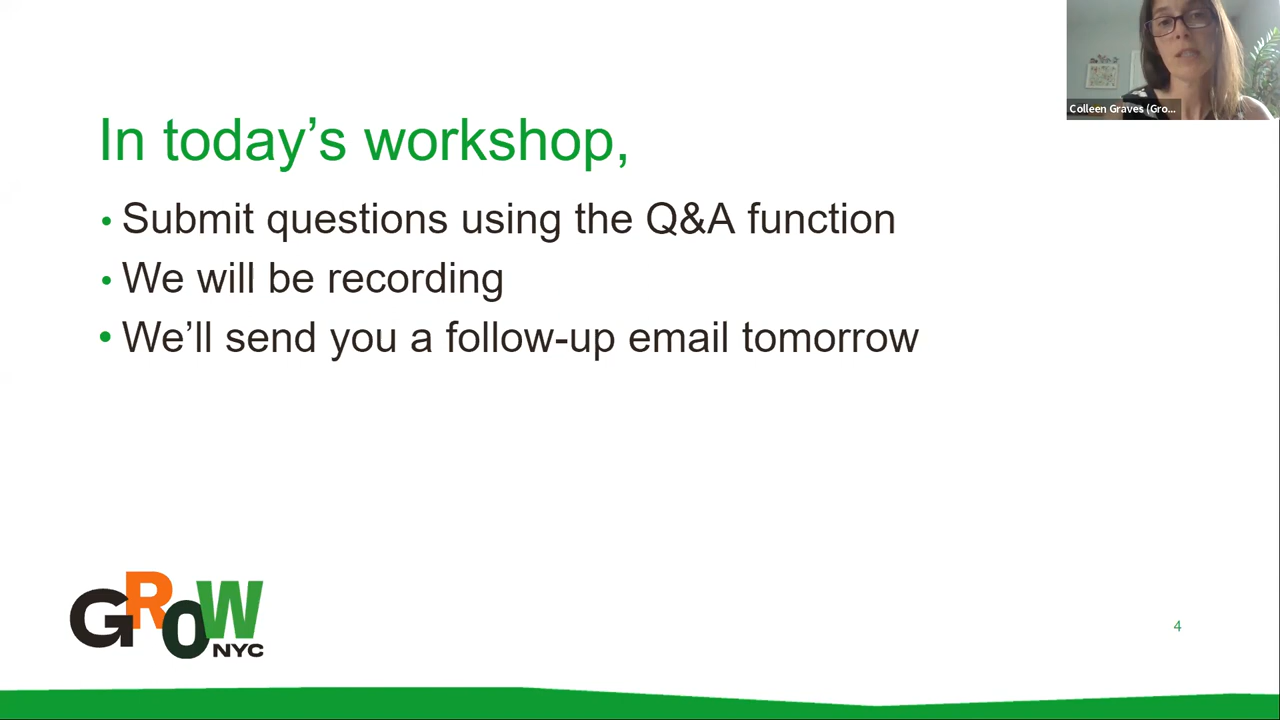 In today’s workshop,
• Submit questions using the Q&A function
• We will be recording
• We’ll send you a follow-up email tomorrow
Colleen Graves (Gro...
GROW
NYC
4